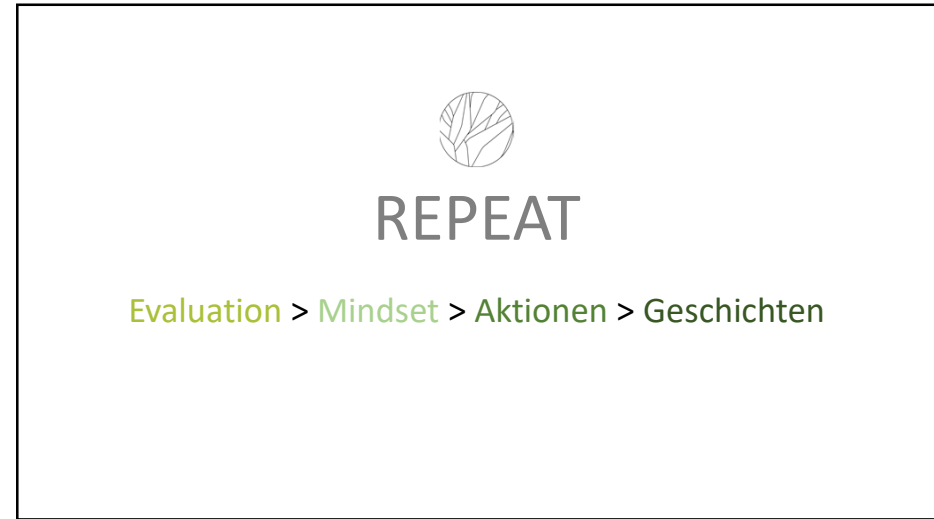 REPEAT
Evaluation > Mindset > Aktionen > Geschichten